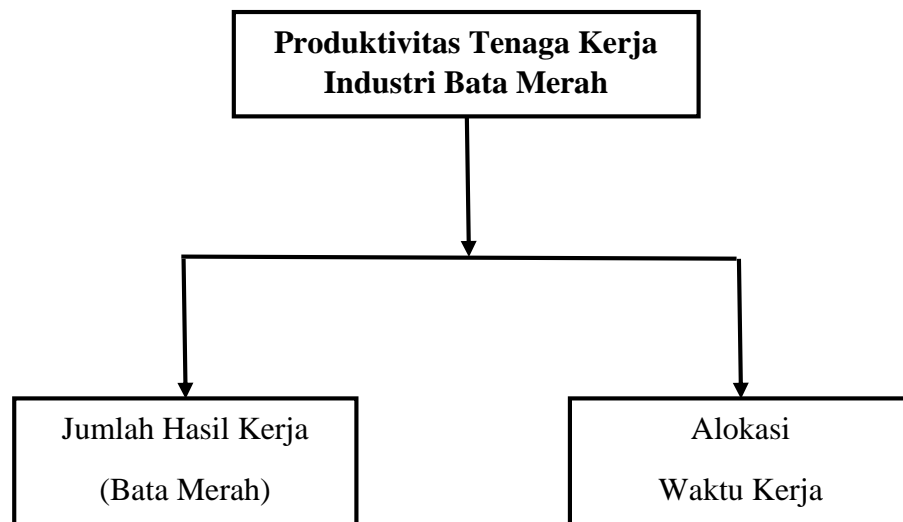 Produktivitas Tenaga Kerja
Industri Bata Merah
Jumlah Hasil Kerja
(Bata Merah)
Alokasi
Waktu Kerja